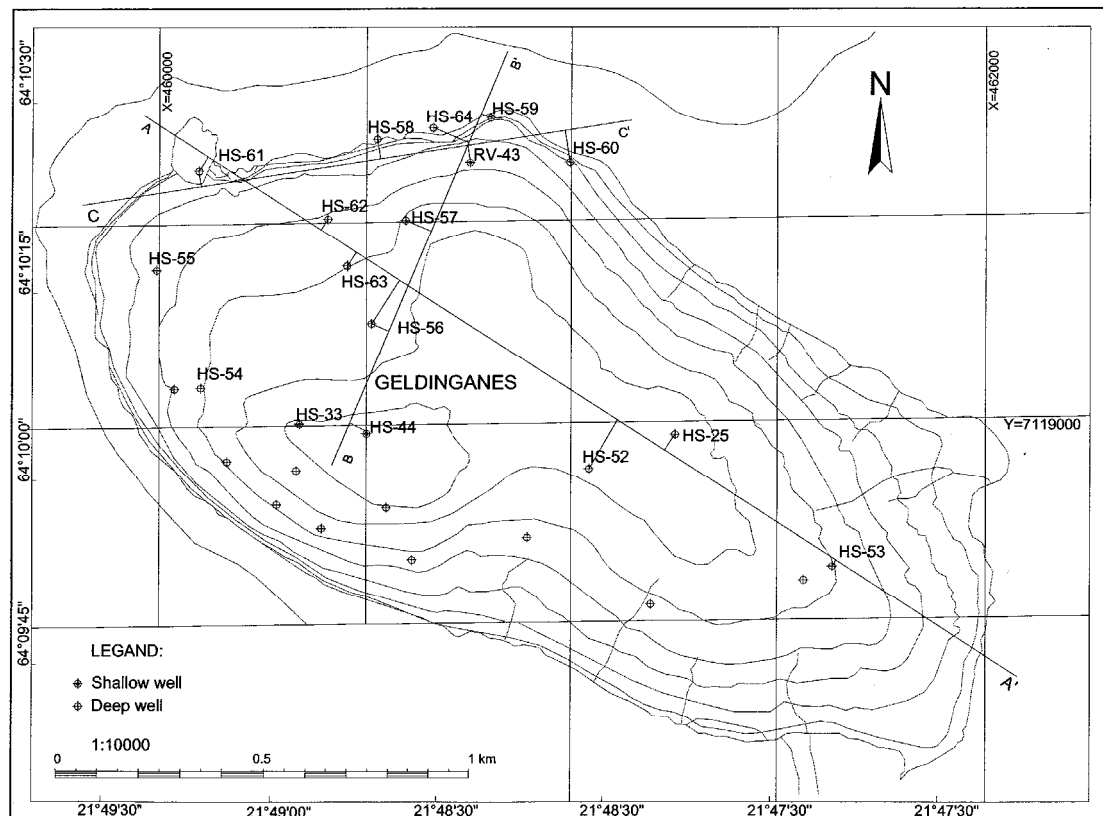 64°10'30"
X=460000
X=462000
B'
N
A
HS-64
HS-59
HS-58
C'
HS-61
RV-43
HS-60
C
HS-62
HS-57
64°10'15"
HS-55
HS-63
HS-56
HS-54
GELDINGANES
HS-33
HS-44
HS-25
Y=7119000
64°10'00"
B
HS-52
HS-53
64°09'45"
LEGAND:
Shallow well
Deep well
A'
1:10000
0 0.5 1 km
21°49'30" 21°49'00" 21°48'30" 21°48'30" 21°47'30" 21°47'30"